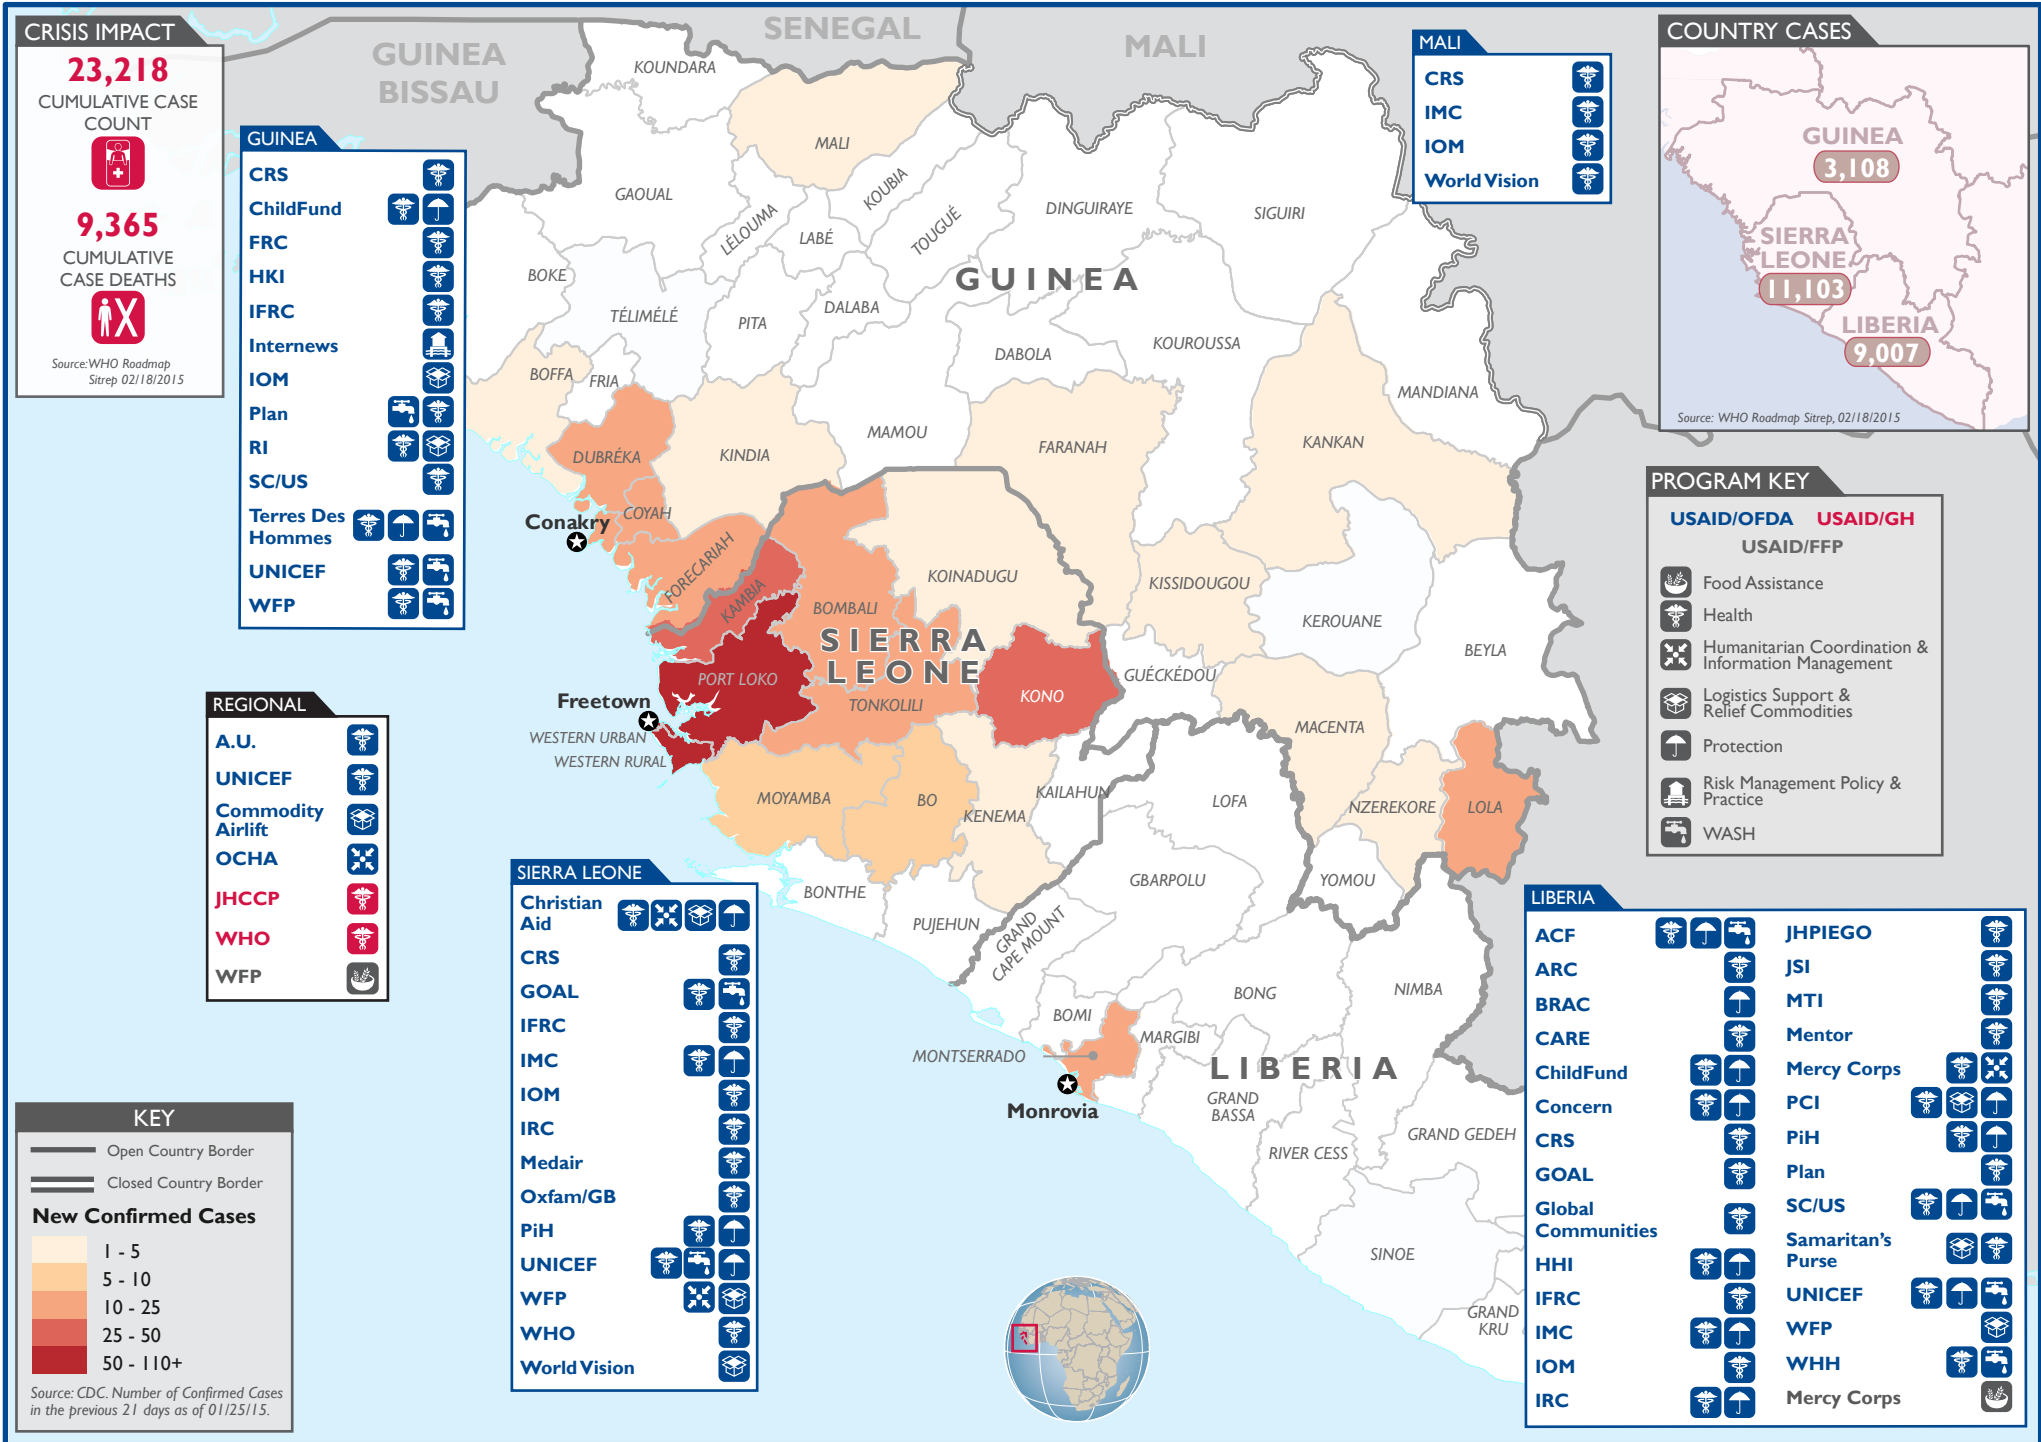 CRISIS IMPACT
23,218
CUMULATIVE CASE
COUNT
9,365
CUMULATIVE
CASE DEATHS
Source: WHO Roadmap
Sitrep 02/18/2015
GUINEA
CRS
ChildFund
FRC
HKI
IFRC
Internews
IOM
Plan
RI
SC/US
Terres Des
Hommes
UNICEF
WFP
REGIONAL
A.U.
UNICEF
Commodity
Airlift
OCHA
JHCCP
WHO
WFP
KEY
Open Country Border
Closed Country Border
New Confirmed Cases
1 - 5
5 - 10
10 - 25
25 - 50
50 - 110+
Source: CDC. Number of Confirmed Cases
in the previous 21 days as of 01/25/15.
SIERRA LEONE
Christian
Aid
CRS
GOAL
IFRC
IMC
IOM
IRC
Medair
Oxfam/GB
PiH
UNICEF
WFP
WHO
World Vision
GUINEA
BISSAU
SENEGAL
MALI
KOUNDARA
MALI
GAOUAL
KOUBIA
LÉLOUMA
LABÉ
TOUGUÉ
DINGUIRAYE
SIGUIRI
BOKE
GUINEA
TÉLIMÉLÉ
PITA
DALABA
DABOLA
KOUROUSSA
BOFFA
FRIA
MANDIANA
MAMOU
DUBRÉKA
KINDIA
FARANAH
KANKAN
Conakry
COYAH
FORECARIAH
KAMBIA
KOINADUGU
KISSIDOUGOU
BOMBALI
KEROUANE
SIERRA
LEONE
BEYLA
PORT LOKO
GUÉCKÉDOU
KONO
Freetown
TONKOLILI
WESTERN URBAN
WESTERN RURAL
MACENTA
MOYAMBA
BO
KAILAHUN
LOFA
KENEMA
NZEREKORE
LOLA
BONTHE
GBARPOLU
YOMOU
PUJEHUN
GRAND
CAPE MOUNT
BONG
NIMBA
BOMI
MARGIBI
MONTSERRADO
LIBERIA
Monrovia
GRAND
BASSA
GRAND GEDEH
RIVER CESS
SINOE
GRAND
KRU
MALI
CRS
IMC
IOM
World Vision
COUNTRY CASES
GUINEA
3,108
SIERRA
LEONE
11,103
LIBERIA
9,007
Source: WHO Roadmap Sitrep, 02/18/2015
PROGRAM KEY
USAID/OFDA USAID/GH
USAID/FFP
Food Assistance
Health
Humanitarian Coordination &
Information Management
Logistics Support &
Relief Commodities
Protection
Risk Management Policy &
Practice
WASH
LIBERIA
ACF
ARC
BRAC
CARE
ChildFund
Concern
CRS
GOAL
Global
Communities
HHI
IFRC
IMC
IOM
IRC
JHPIEGO
JSI
MTI
Mentor
Mercy Corps
PCI
PiH
Plan
SC/US
Samaritan's
Purse
UNICEF
WFP
WHH
Mercy Corps